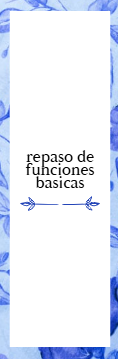 repaso de
funciones
basicas